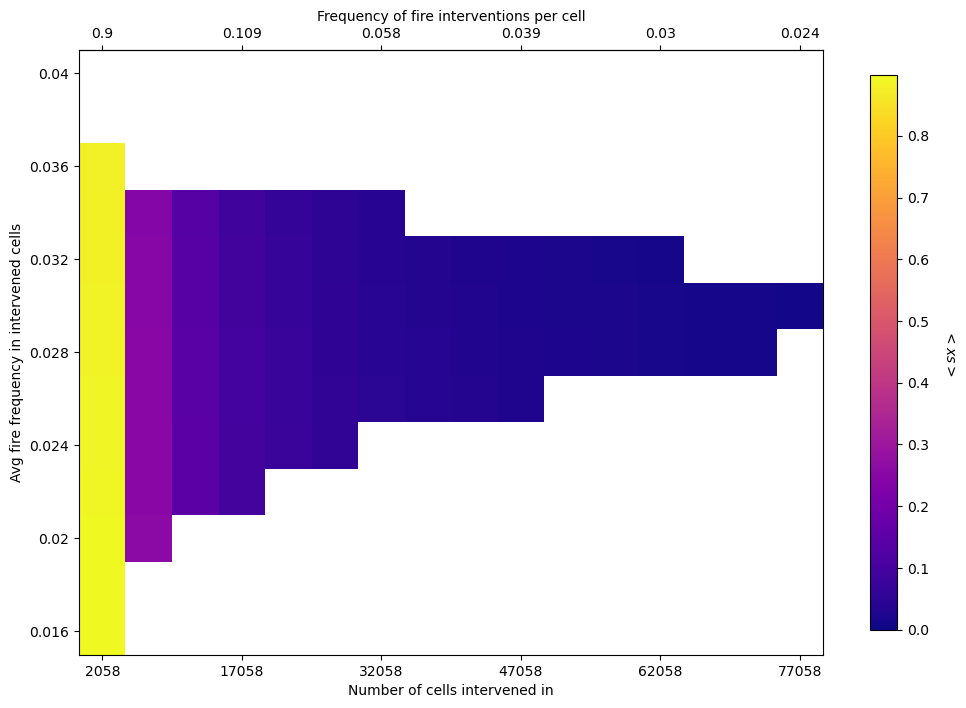 Frequency of fire interventions per cell
0.9 0.109 0.058 0.039 0.03 0.024
0.04
0.036
0.032
0.028
0.024
0.02
0.016
Avg fire frequency in intervened cells
2058 17058 32058 47058 62058 77058
Number of cells intervened in
0.8
0.7
0.6
0.5
0.4
0.3
0.2
0.1
0.0
< sx >